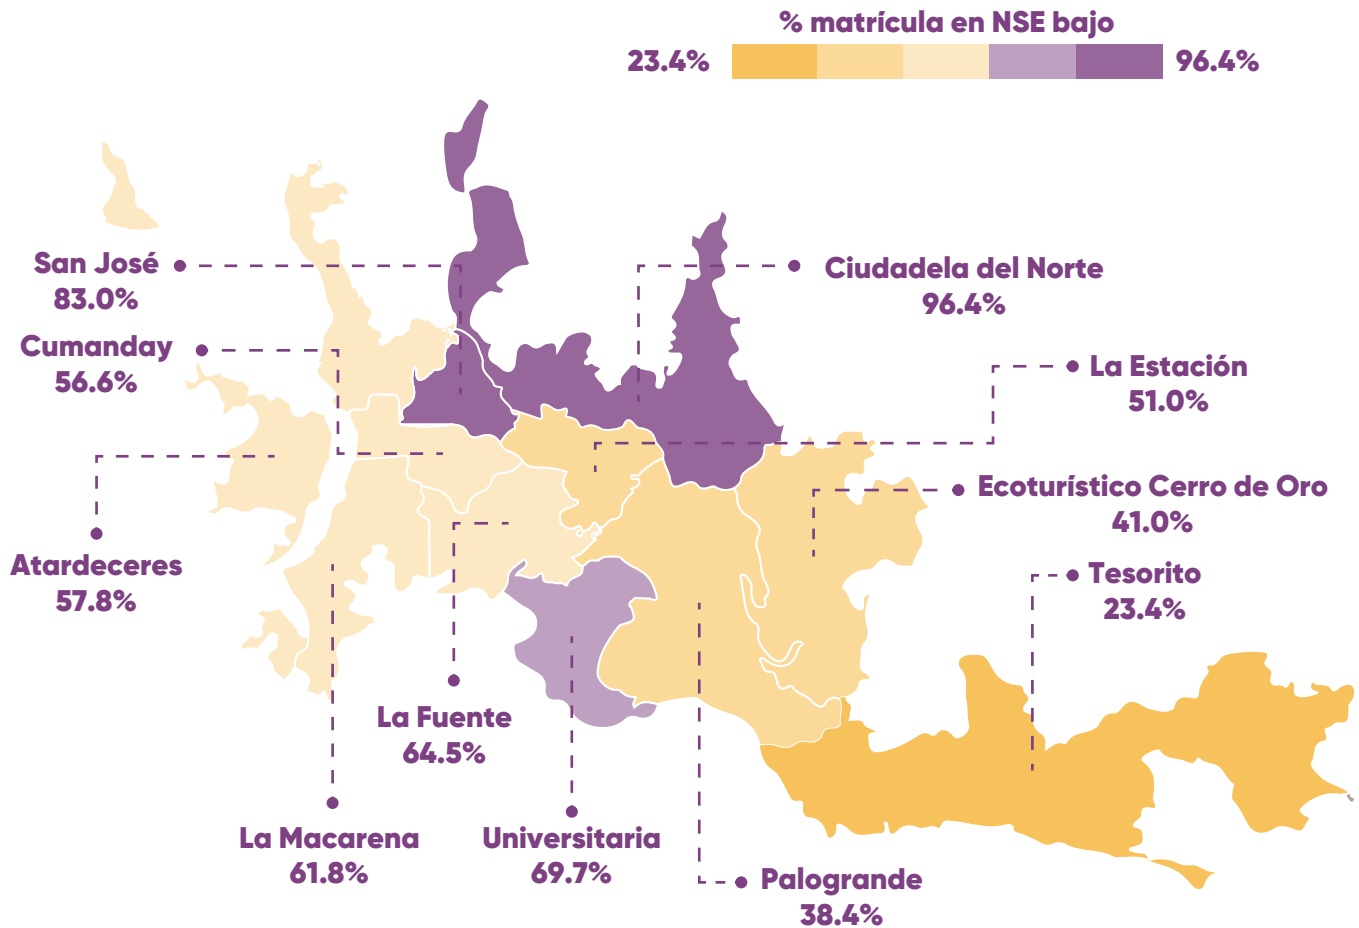 % matrícula en NSE bajo
23.4%
96.4%
San José
83.0%
Ciudadela del Norte
96.4%
Cumanday
56.6%
La Estación
51.0%
Ecoturístico Cerro de Oro
41.0%
Atardeceres
57.8%
Tesorito
23.4%
La Fuente
64.5%
La Macarena
61.8%
Universitaria
69.7%
Palogrande
38.4%